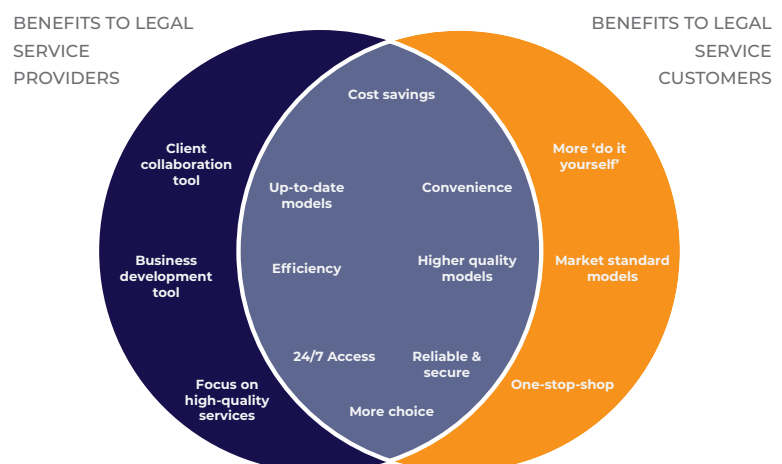 BENEFITS TO LEGAL
SERVICE
PROVIDERS
BENEFITS TO LEGAL
SERVICE
CUSTOMERS
Cost savings
Client
collaboration
tool
More ‘do it
yourself’
Up-to-date
models
Convenience
Business
development
tool
Efficiency
Higher quality
models
Market standard
models
24/7 Access
Reliable &
secure
Focus on
high-quality
services
One-stop-shop
More choice